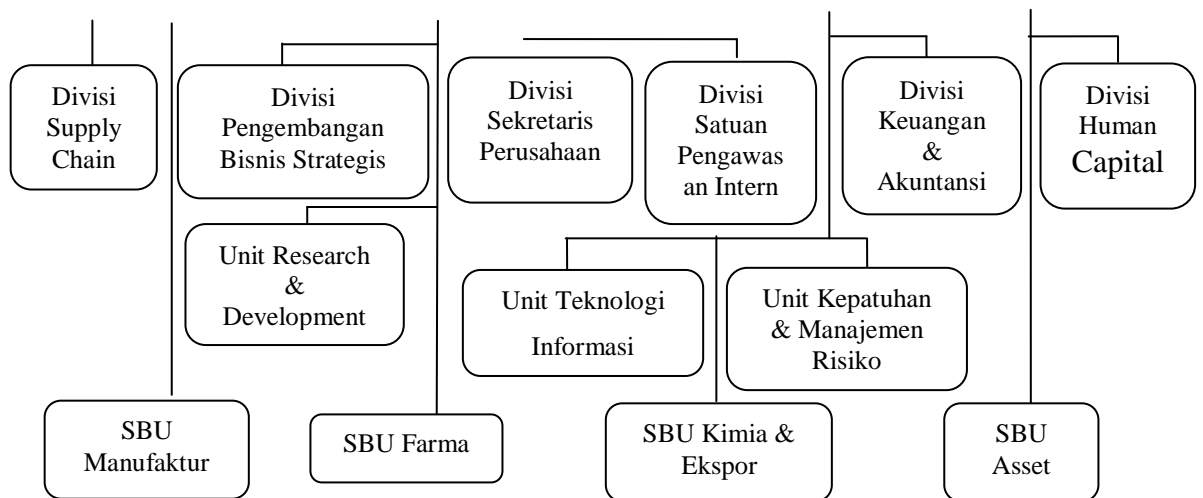 Divisi
Supply
Chain
Divisi
Pengembangan
Bisnis Strategis
Divisi
Sekretaris
Perusahaan
Divisi
Satuan
Pengawas
an Intern
Divisi
Keuangan
&
Akuntansi
Divisi
Human
Capital
Unit Research
&
Development
Unit Teknologi
Informasi
Unit Kepatuhan
& Manajemen
Risiko
SBU
Manufaktur
SBU Farma
SBU Kimia &
Ekspor
SBU
Asset